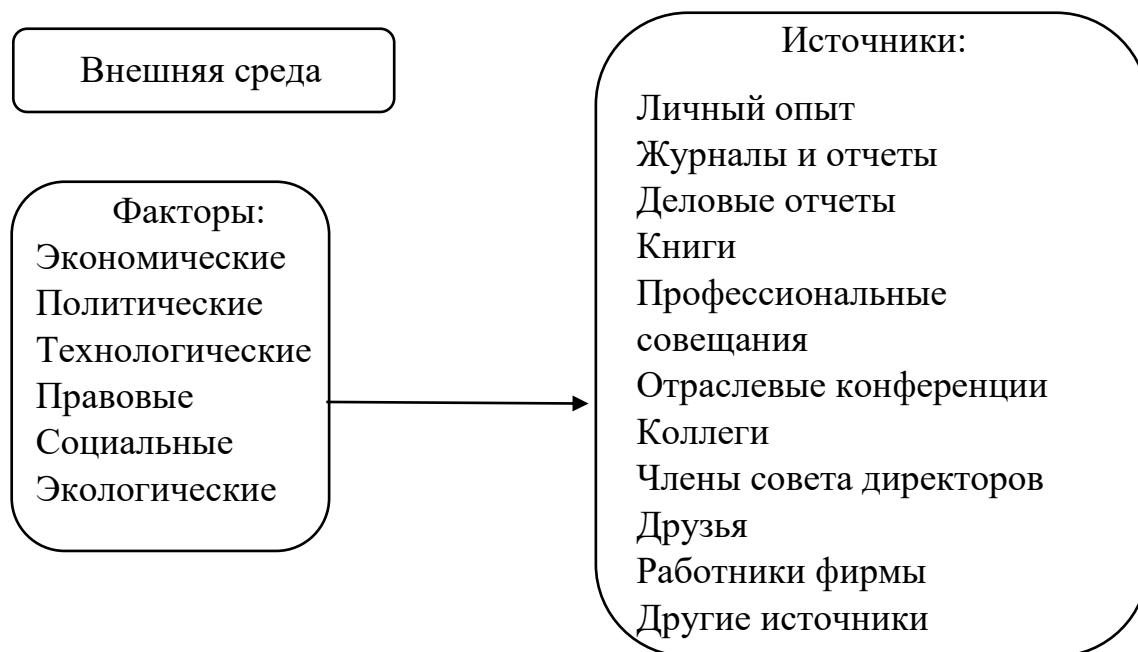 Внешняя среда
Факторы:
Экономические
Политические
Технологические
Правовые
Социальные
Экологические
Источники:
Личный опыт
Журналы и отчеты
Деловые отчеты
Книги
Профессиональные
совещания
Отраслевые конференции
Коллеги
Члены совета директоров
Друзья
Работники фирмы
Другие источники